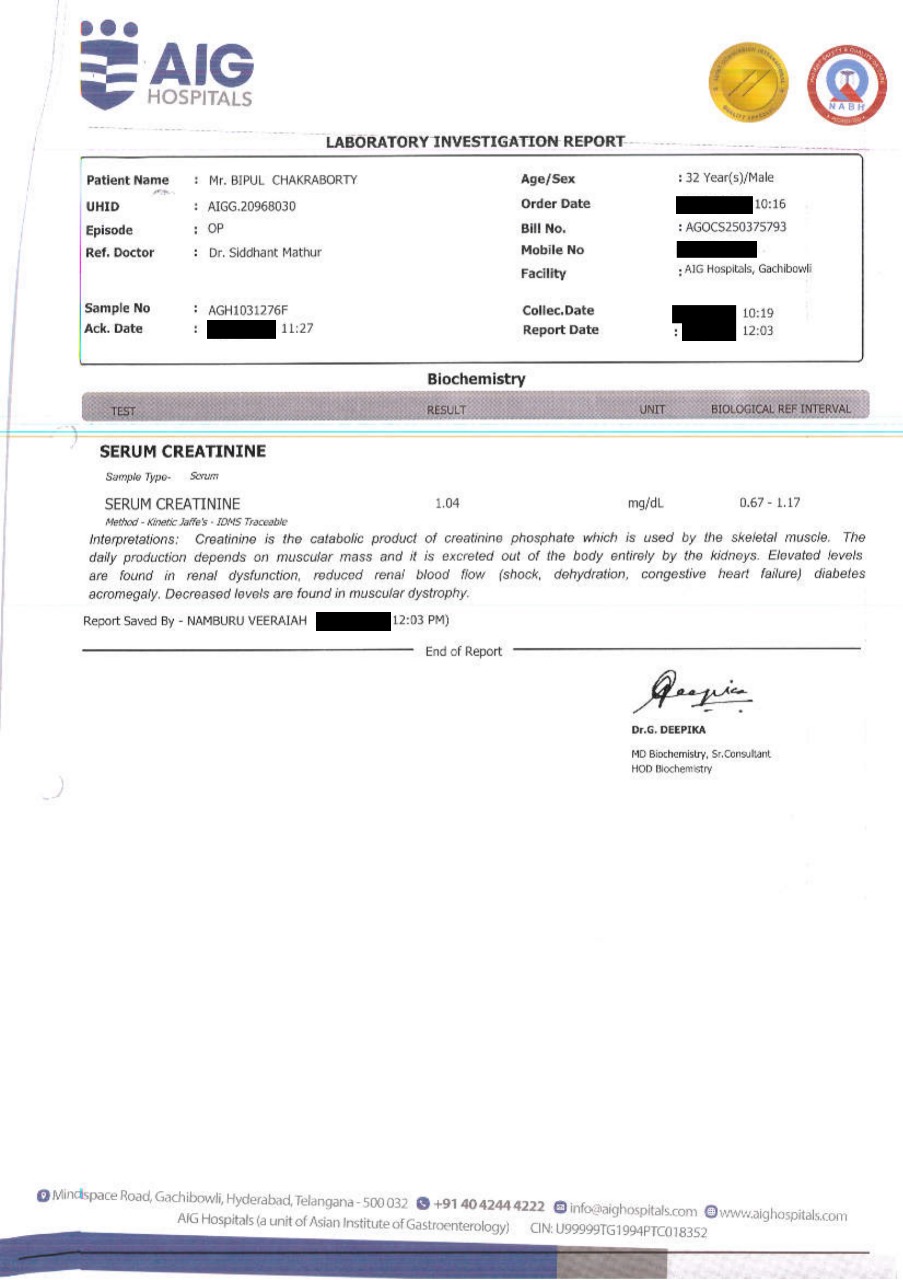 AIG
HOSPITALS
NABH
LABORATORY INVESTIGATION REPORT
Patient Name : Mr. BIPUL CHAKRABORTY Age/Sex : 32 Year(s)/Male
UHID : AIGG.20968030 Order Date 10:16
Episode : OP Bill No. : AGOCS250375793
Ref. Doctor : Dr. Siddhant Mathur Mobile No
Facility : AIG Hospitals, Gachibowli
Sample No : AGH1031276F Collec.Date 10:19
Ack. Date : 11:27 Report Date : 12:03
Biochemistry
TEST RESULT UNIT BIOLOGICAL REF INTERVAL
SERUM CREATININE
Sample Type- Serum
SERUM CREATININE 1.04 mg/dL 0.67 - 1.17
Method - Kinetic Jaffe's - IDMS Traceable
Interpretations: Creatinine is the catabolic product of creatinine phosphate which is used by the skeletal muscle. The
daily production depends on muscular mass and it is excreted out of the body entirely by the kidneys. Elevated levels
are found in renal dysfunction, reduced renal blood flow (shock, dehydration, congestive heart failure) diabetes
acromegaly. Decreased levels are found in muscular dystrophy.
Report Saved By - NAMBURU VEERAIAH 12:03 PM)
End of Report
Deepika
Dr.G. DEEPIKA
MD Biochemistry, Sr.Consultant
HOD Biochemistry
Mindspace Road, Gachibowli, Hyderabad, Telangana - 500 032 +91 40 4244 4222 info@aighospitals.com www.aighospitals.com
AIG Hospitals (a unit of Asian Institute of Gastroenterology) CIN: U99999TG1994PTC018352